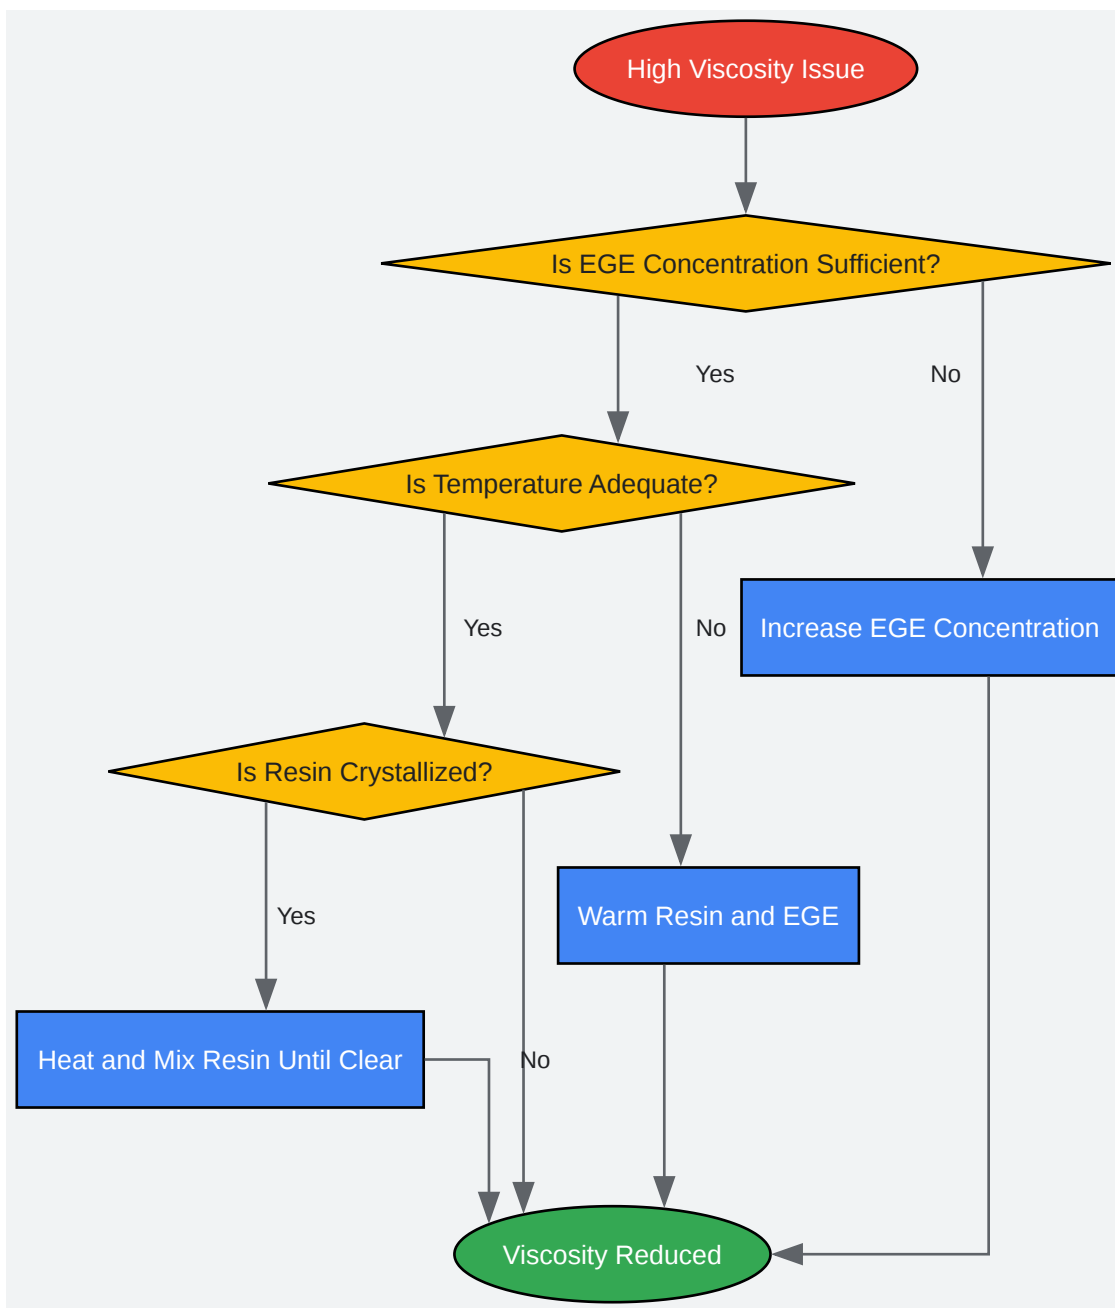 High Viscosity Issue
Is EGE Concentration Sufficient?
Yes
No
Is Temperature Adequate?
Yes
No
Increase EGE Concentration
Is Resin Crystallized?
Yes
Warm Resin and EGE
Heat and Mix Resin Until Clear
No
Viscosity Reduced